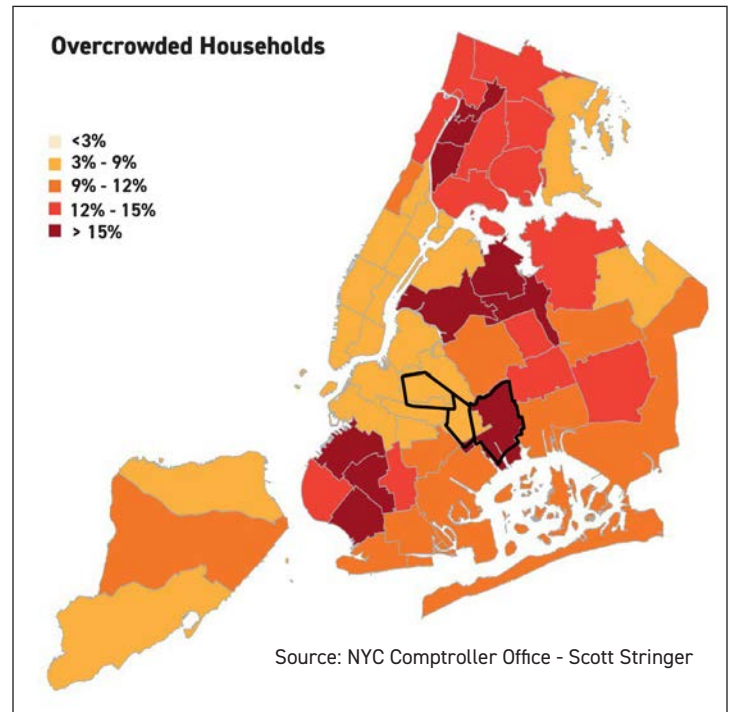 Overcrowded Households
<3%
3% - 9%
9% - 12%
12% - 15%
> 15%
Source: NYC Comptroller Office - Scott Stringer